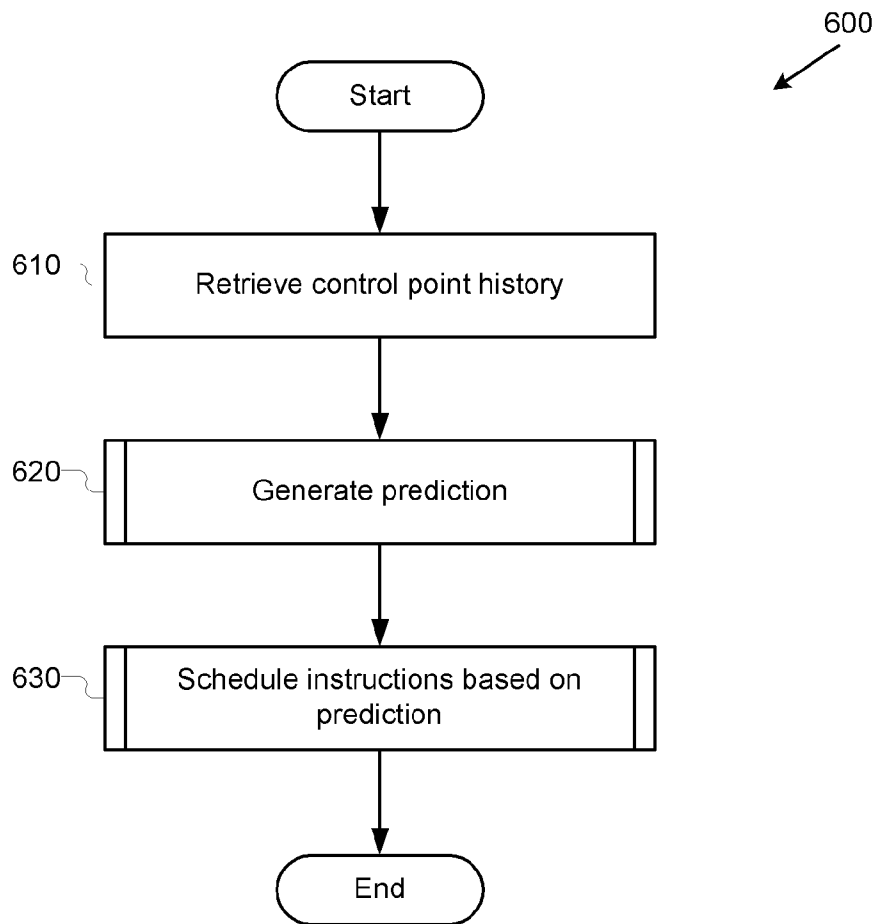 600
Start
610
Retrieve control point history
620
Generate prediction
630
Schedule instructions based on
prediction
End